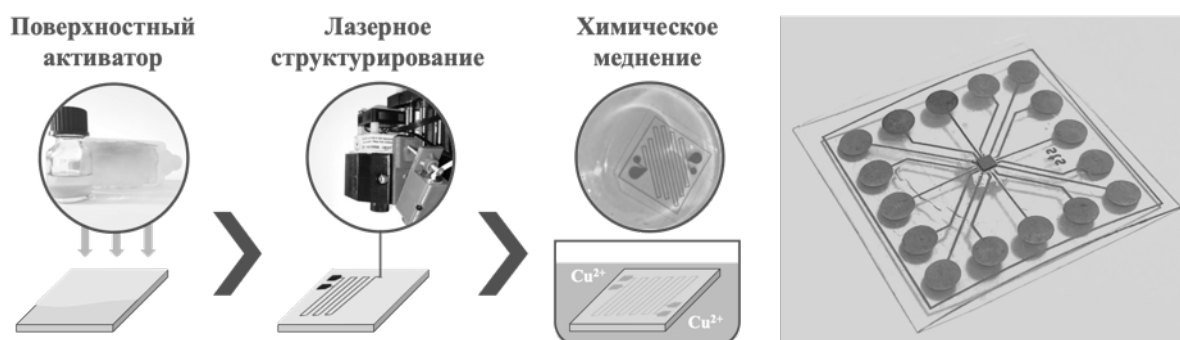 Поверхностный
активатор
Лазерное
структурирование
Химическое
меднение
Cu²⁺
Cu²⁺